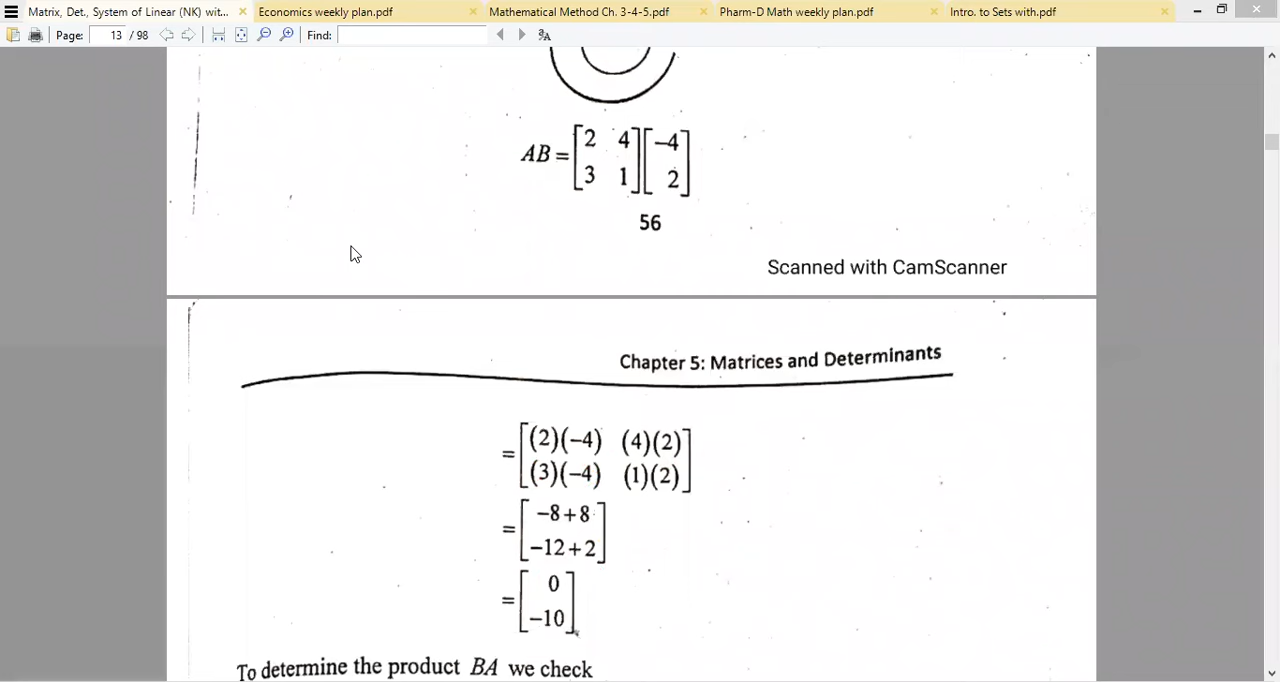 Matrix, Det., System of Linear (NK) wit...
Economics weekly plan.pdf
Mathematical Method Ch. 3-4-5.pdf
Pharm-D Math weekly plan.pdf
Intro. to Sets with.pdf
Page: 13 / 98 Find:
AB = [2 4] [-4]
[3 1] [2]
56
Scanned with CamScanner
Chapter 5: Matrices and Determinants
= [(2)(-4) (4)(2)]
[(3)(-4) (1)(2)]
= [-8+8]
[-12+2]
= [0]
[-10]
To determine the product BA we check